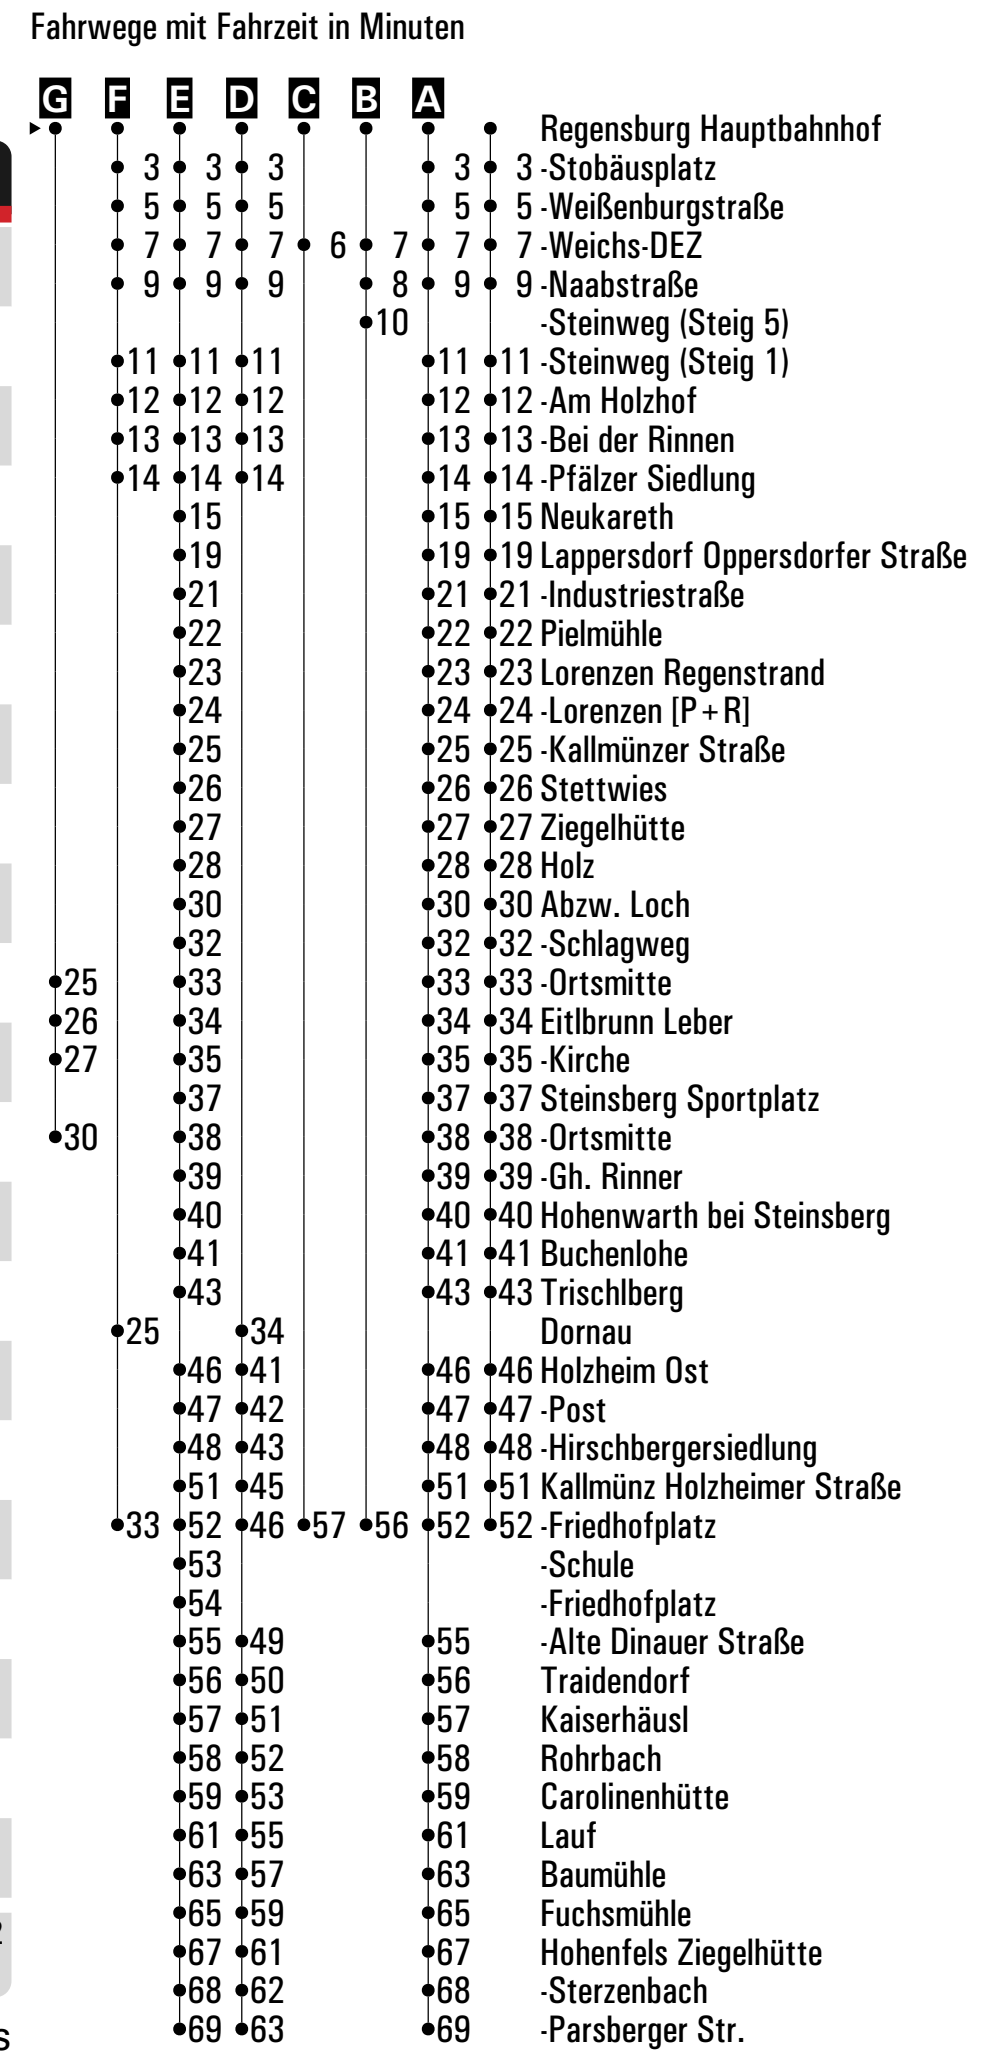 Fahrwege mit Fahrzeit in Minuten
G F E D C B A
Regensburg Hauptbahnhof
3 3 3 3 3 -Stobäusplatz
5 5 5 5 5 -Weißenburgstraße
7 7 7 6 7 7 7 -Weichs-DEZ
9 9 9 8 9 9 -Naabstraße
10 -Steinweg (Steig 5)
11 11 11 11 11 -Steinweg (Steig 1)
12 12 12 12 12 -Am Holzhof
13 13 13 13 13 -Bei der Rinnen
14 14 14 14 14 -Pfälzer Siedlung
15 15 15 Neukareth
19 19 19 Lappersdorf Oppersdorfer Straße
21 21 21 -Industriestraße
22 22 22 Pielmühle
23 23 23 Lorenzen Regenstrand
24 24 24 -Lorenzen [P+R]
25 25 25 -Kallmünzer Straße
26 26 26 Stettwies
27 27 27 Ziegelhütte
28 28 28 Holz
30 30 30 Abzw. Loch
32 32 32 -Schlagweg
25 33 33 33 -Ortsmitte
26 34 34 34 Eitlbrunn Leber
27 35 35 35 -Kirche
37 37 37 Steinsberg Sportplatz
30 38 38 38 -Ortsmitte
39 39 39 -Gh. Rinner
40 40 40 Hohenwarth bei Steinsberg
41 41 41 Buchenlohe
43 43 43 Trischlberg
25 34 Dornau
46 41 46 46 Holzheim Ost
47 42 47 47 -Post
48 43 48 48 -Hirschbergersiedlung
51 45 51 51 Kallmünz Holzheimer Straße
33 52 46 57 56 52 52 -Friedhofplatz
53 -Schule
54 -Friedhofplatz
55 49 55 -Alte Dinauer Straße
56 50 56 Traidendorf
57 51 57 Kaiserhäusl
58 52 58 Rohrbach
59 53 59 Carolinenhütte
61 55 61 Lauf
63 57 63 Baumühle
65 59 65 Fuchsmühle
67 61 67 Hohenfels Ziegelhütte
68 62 68 -Sterzenbach
69 63 69 -Parsberger Str.